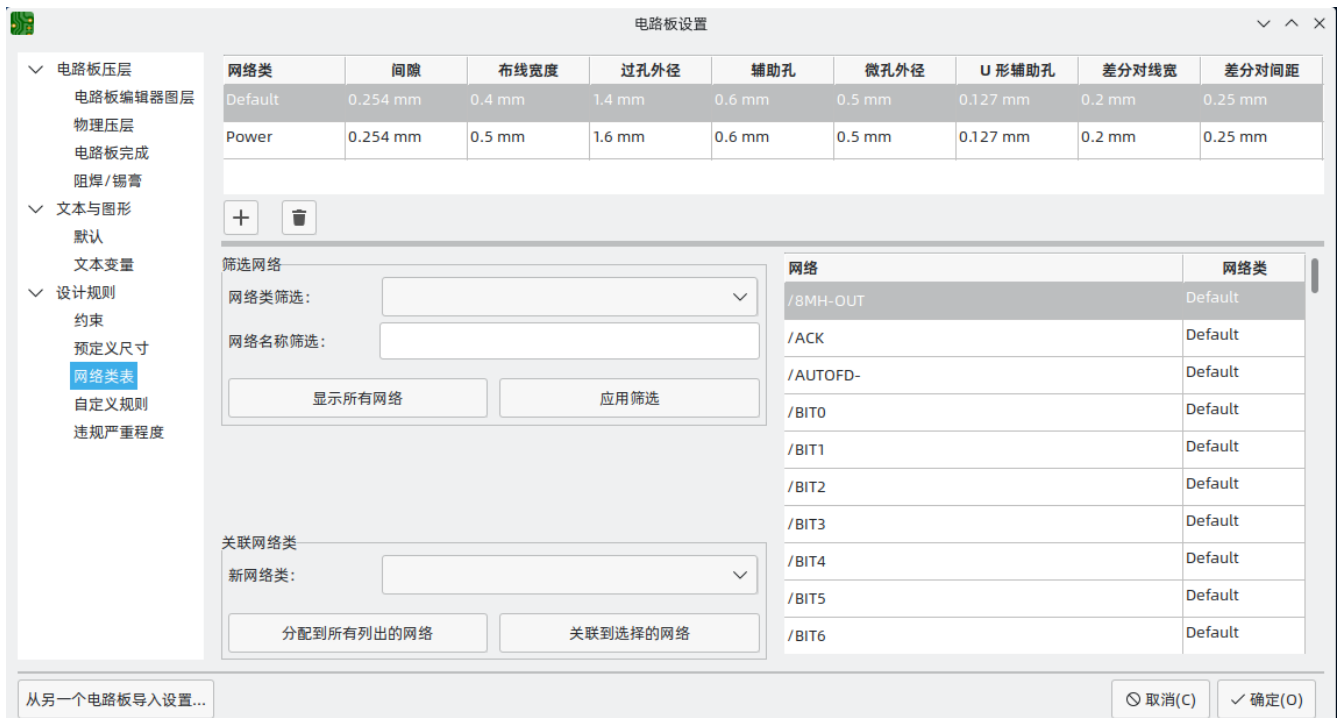 电路板设置
电路板压层
电路板编辑器图层
物理压层
电路板完成
阻焊/锡膏
文本与图形
默认
文本变量
设计规则
约束
预定义尺寸
网络类表
自定义规则
违规严重程度
网络类 间隙 布线宽度 过孔外径 辅助孔 微孔外径 U 形辅助孔 差分对线宽 差分对间距
Default 0.254 mm 0.4 mm 1.4 mm 0.6 mm 0.5 mm 0.127 mm 0.2 mm 0.25 mm
Power 0.254 mm 0.5 mm 1.6 mm 0.6 mm 0.5 mm 0.127 mm 0.2 mm 0.25 mm
筛选网络
网络类筛选:
网络名称筛选:
显示所有网络 应用筛选
关联网络类
新网络类:
分配到所有列出的网络 关联到选择的网络
网络 网络类
/8MH-OUT Default
/ACK Default
/AUTOFD- Default
/BIT0 Default
/BIT1 Default
/BIT2 Default
/BIT3 Default
/BIT4 Default
/BIT5 Default
/BIT6 Default
从另一个电路板导入设置... 取消(C) 确定(O)